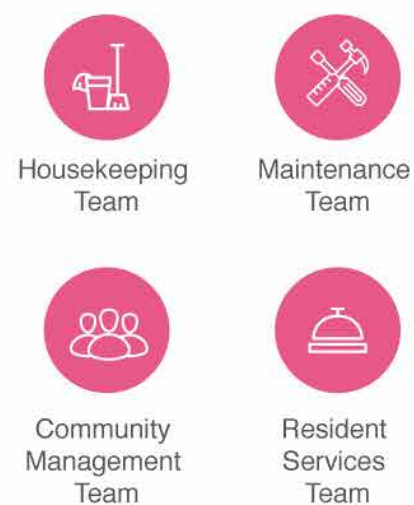 Housekeeping
Team
Maintenance
Team
Community
Management
Team
Resident
Services
Team